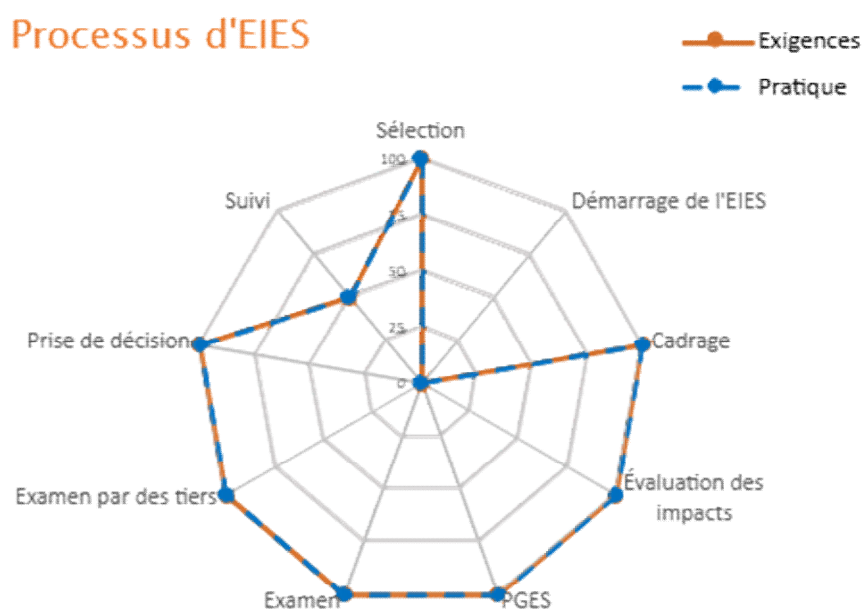 Processus d'EIES
Exigences
Pratique
Sélection
100
Suivi
Démarrage de l'EIES
75
50
Prise de décision
Cadrage
25
0
Examen par des tiers
Évaluation des
impacts
Examen
PGES